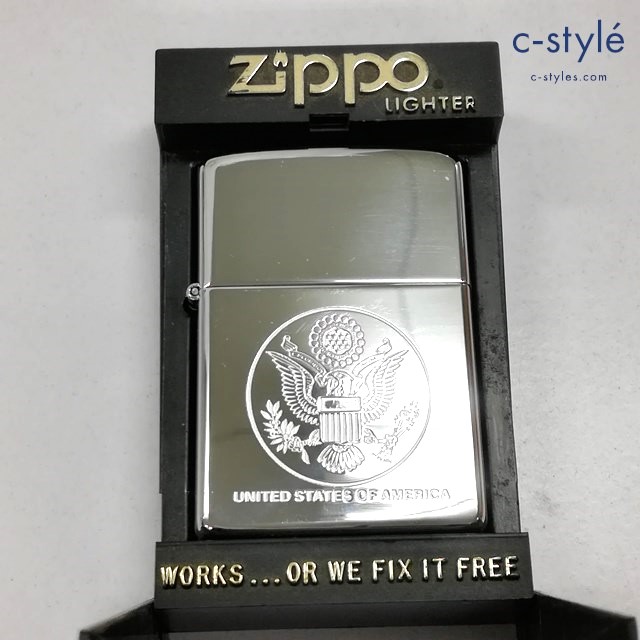 c-stylé
c-styles.com
zippo
LIGHTER
UNITED STATES OF AMERICA
WORKS...OR WE FIX IT FREE